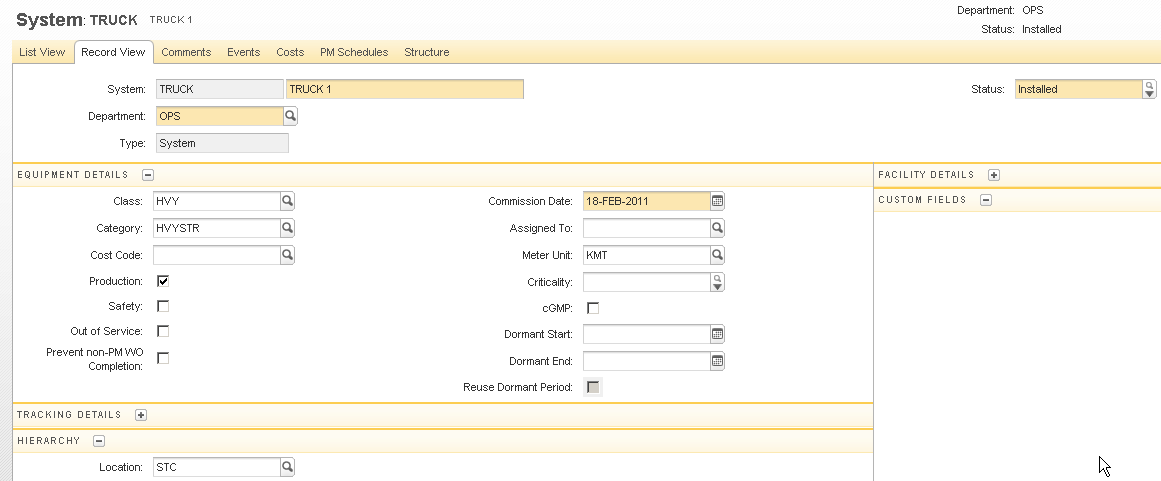 System: TRUCK TRUCK 1
Department: OPS
Status: Installed
List View Record View Comments Events Costs PM Schedules Structure
System: TRUCK TRUCK 1 Status: Installed
Department: OPS
Type: System
EQUIPMENT DETAILS FACILITY DETAILS
Class: HVY Commission Date: 18-FEB-2011 CUSTOM FIELDS
Category: HVYSTR Assigned To:
Cost Code: Meter Unit: KMT
Production: Criticality:
Safety: cGMP:
Out of Service: Dormant Start:
Prevent non-PM WO
Completion: Dormant End:
Reuse Dormant Period:
TRACKING DETAILS
HIERARCHY
Location: STC